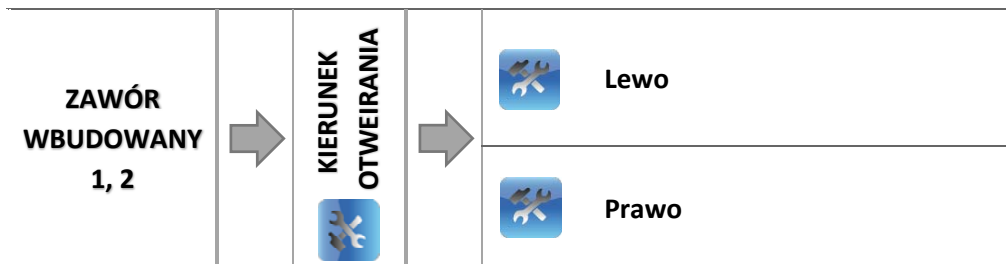 ZAWÓR
WBUDOWANY
1, 2
KIERUNEK
OTWEIRANIA
Lewo
Prawo